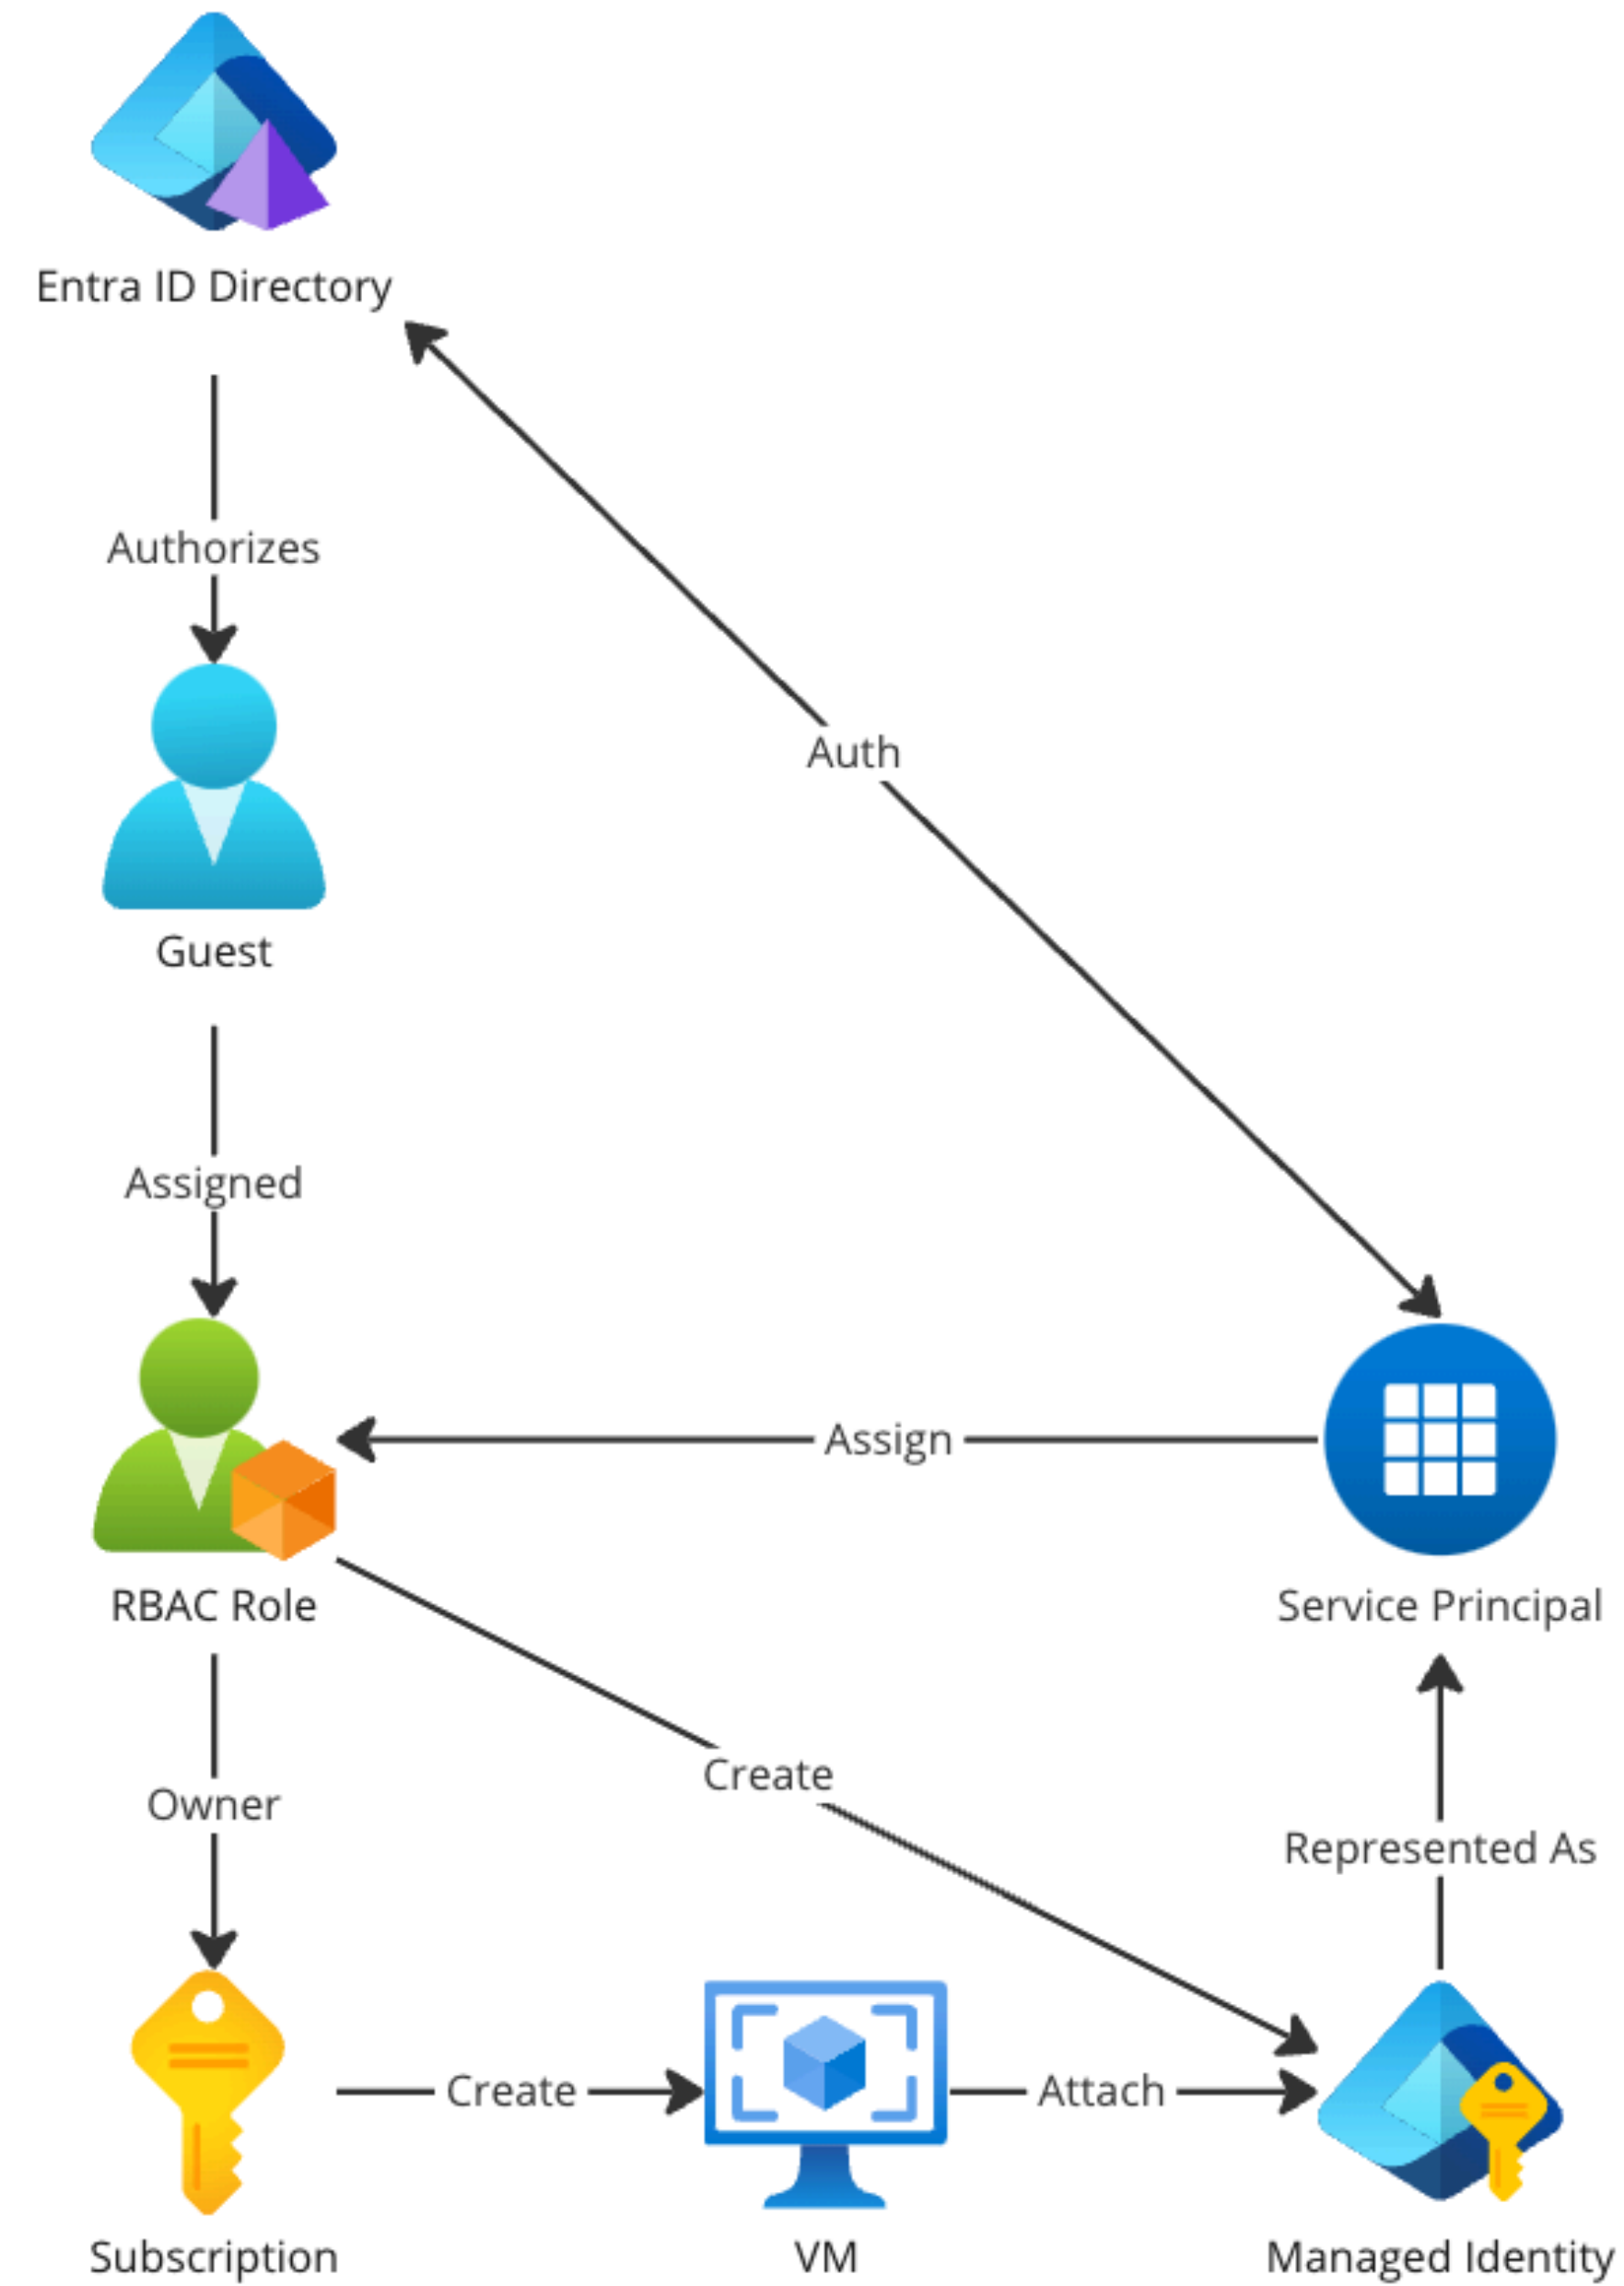 Entra ID Directory
Authorizes
Auth
Guest
Assigned
Assign
RBAC Role
Service Principal
Create
Owner
Represented As
Create
Attach
Subscription
VM
Managed Identity